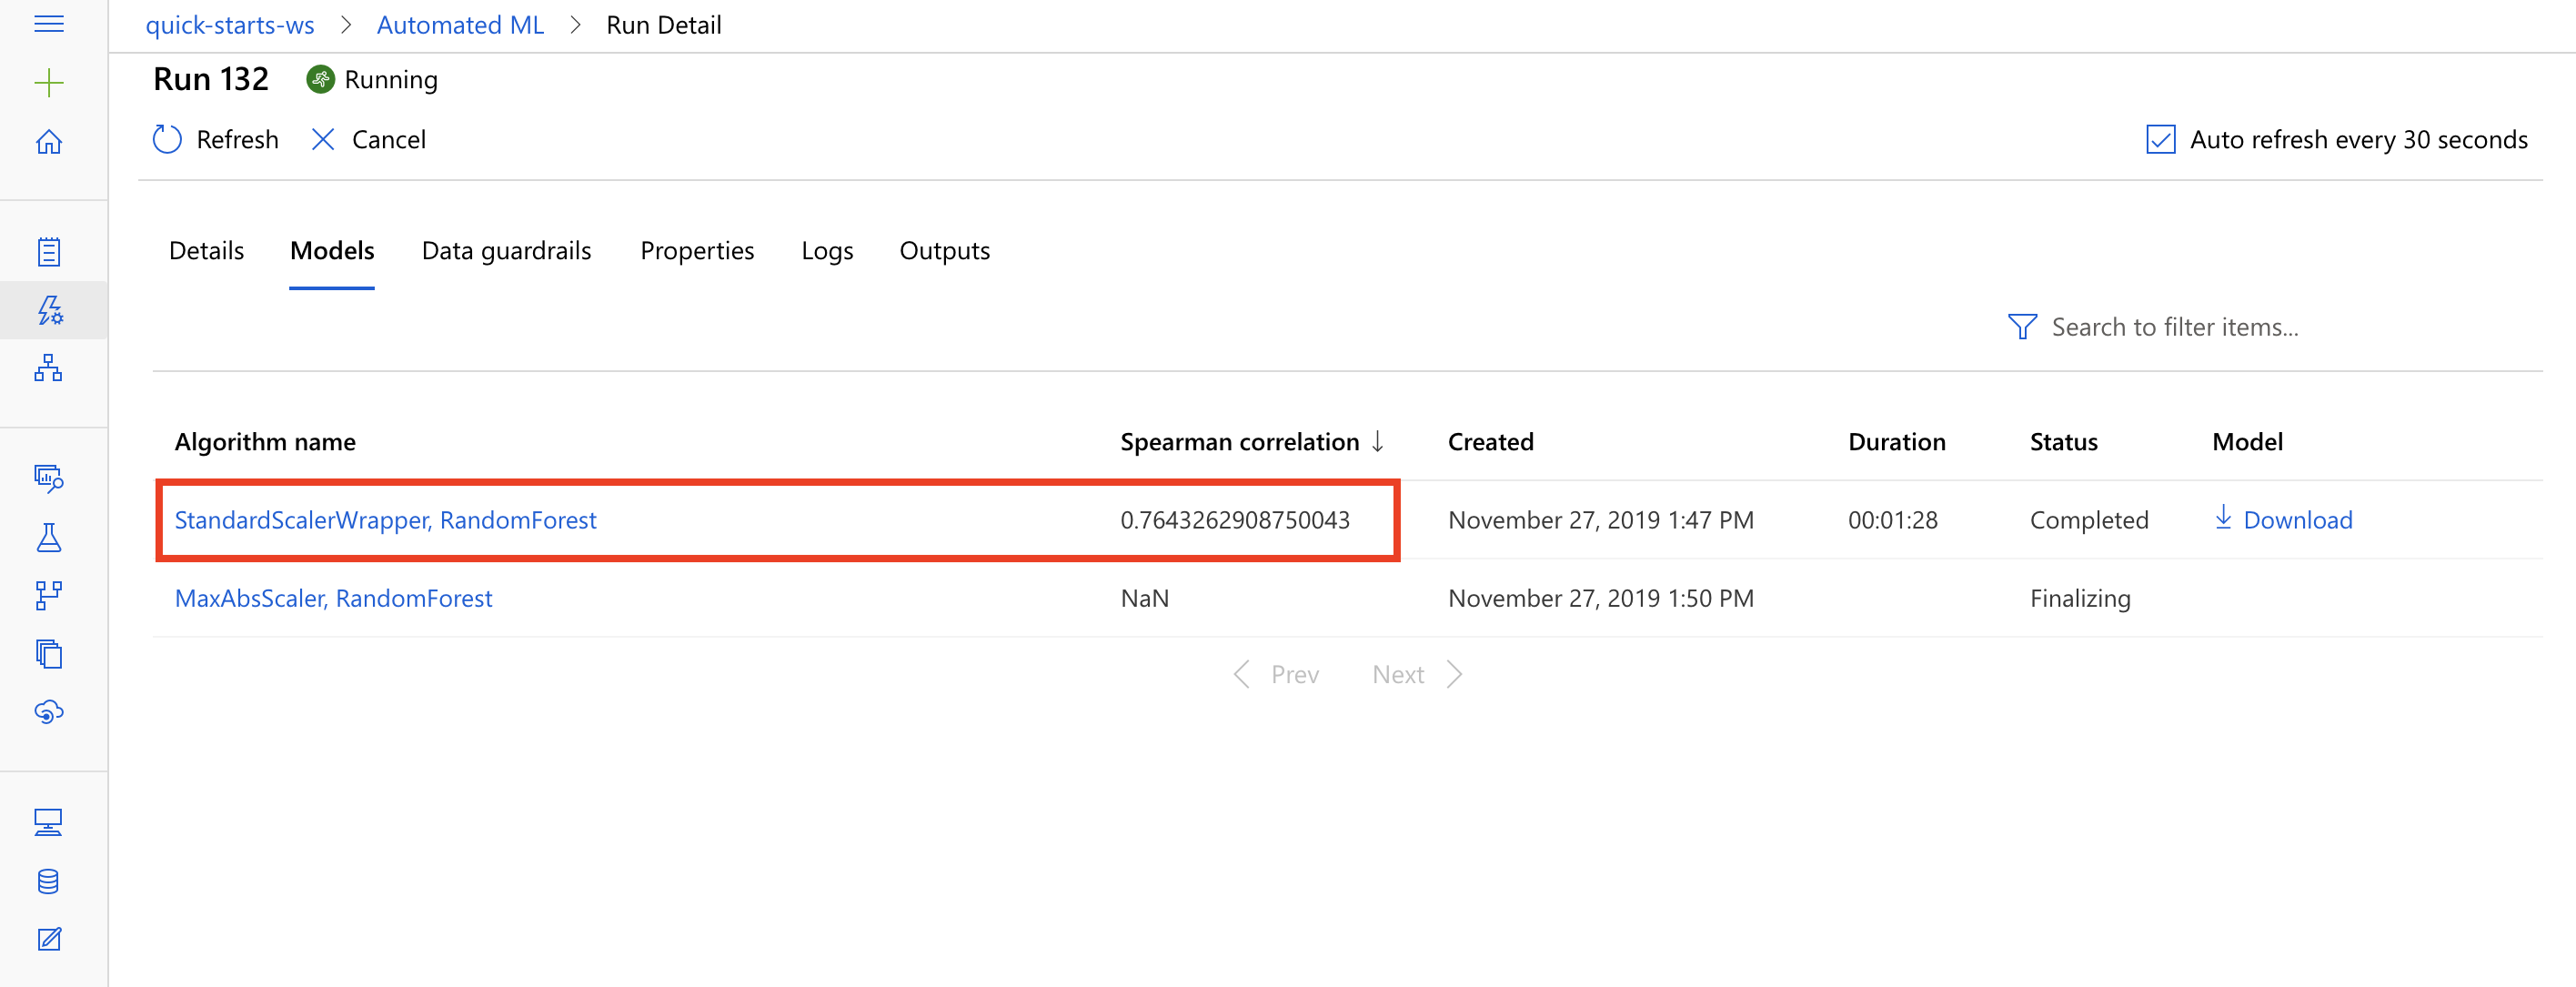 quick-starts-ws > Automated ML > Run Detail
Run 132 Running
Refresh Cancel Auto refresh every 30 seconds
Details Models Data guardrails Properties Logs Outputs
Search to filter items...
Algorithm name Spearman correlation ↓ Created Duration Status Model
StandardScalerWrapper, RandomForest 0.7643262908750043 November 27, 2019 1:47 PM 00:01:28 Completed Download
MaxAbsScaler, RandomForest NaN November 27, 2019 1:50 PM Finalizing
Prev Next